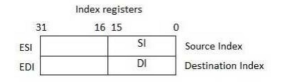 Index registers
31 16 15 0
ESI SI Source Index
EDI DI Destination Index